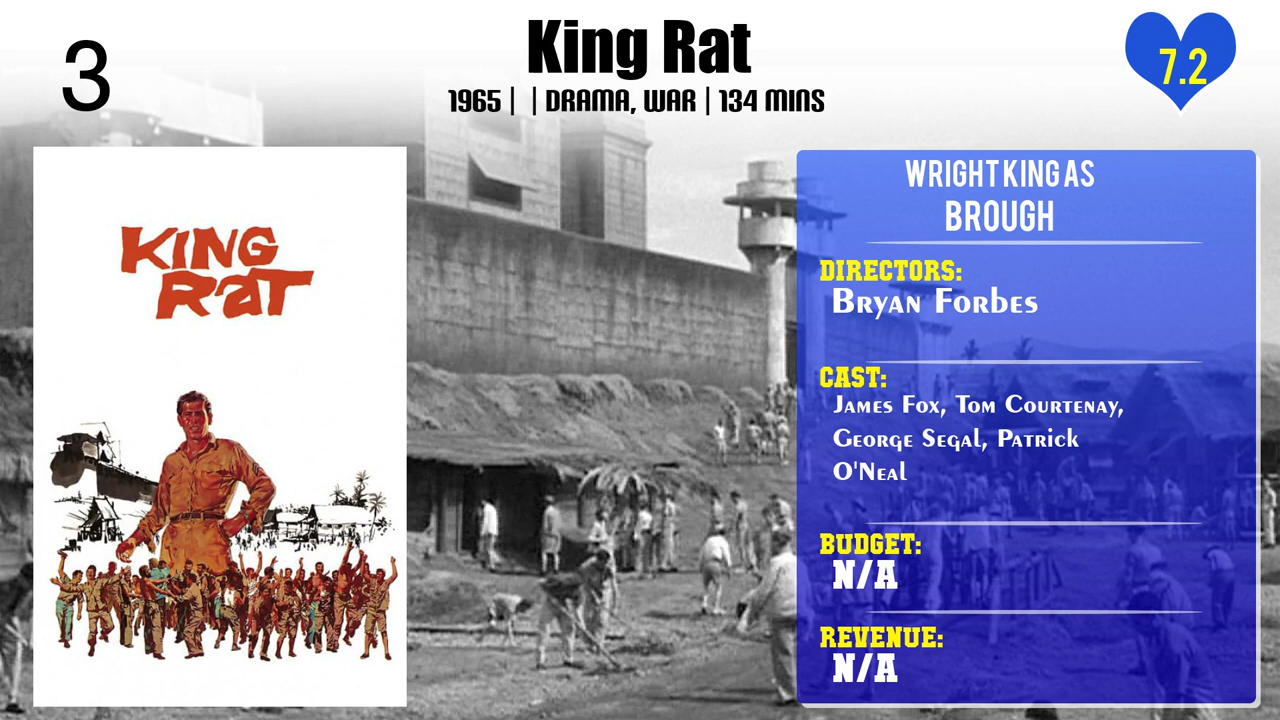 3
King Rat
7.2
1965 | | DRAMA, WAR | 134 MINS
KING
RAT
WRIGHT KING AS
BROUGH
DIRECTORS:
Bryan Forbes
CAST:
James Fox, Tom Courtenay,
George Segal, Patrick
O'Neal
BUDGET:
N/A
REVENUE:
N/A